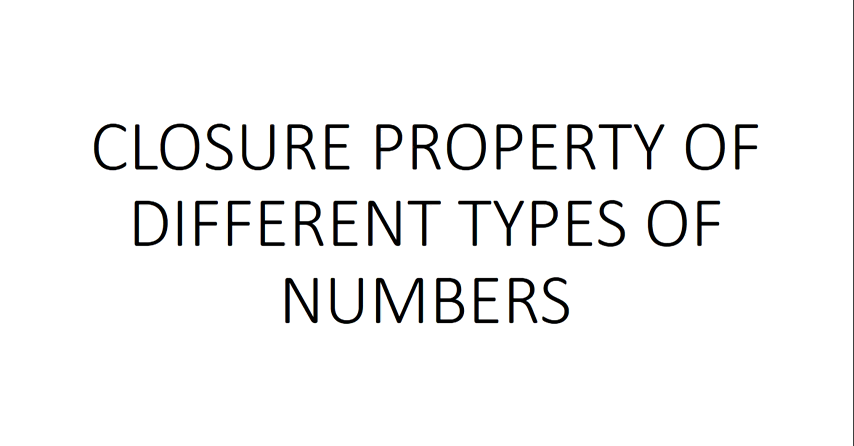 CLOSURE PROPERTY OF
DIFFERENT TYPES OF
NUMBERS